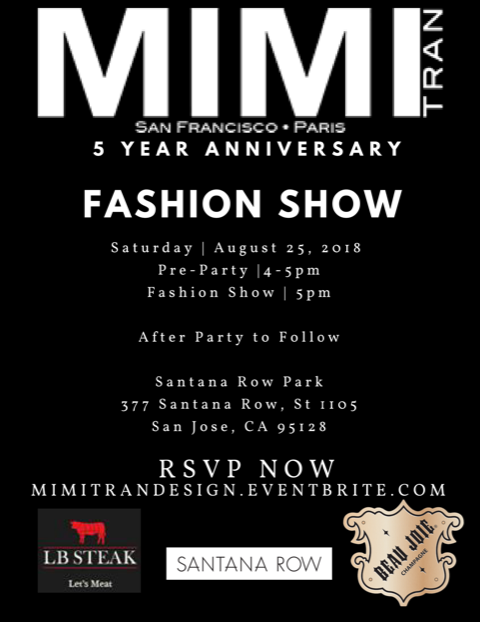 MIMI TRAN
San Francisco • Paris
5 YEAR ANNIVERSARY
FASHION SHOW
Saturday | August 25, 2018
Pre-Party |4-5pm
Fashion Show | 5pm
After Party to Follow
Santana Row Park
377 Santana Row, St 1105
San Jose, CA 95128
RSVP NOW
MIMITRANDESIGN.EVENTBRITE.COM
LB STEAK
Let's Meat
SANTANA ROW
BEAU JOIE
CHAMPAGNE